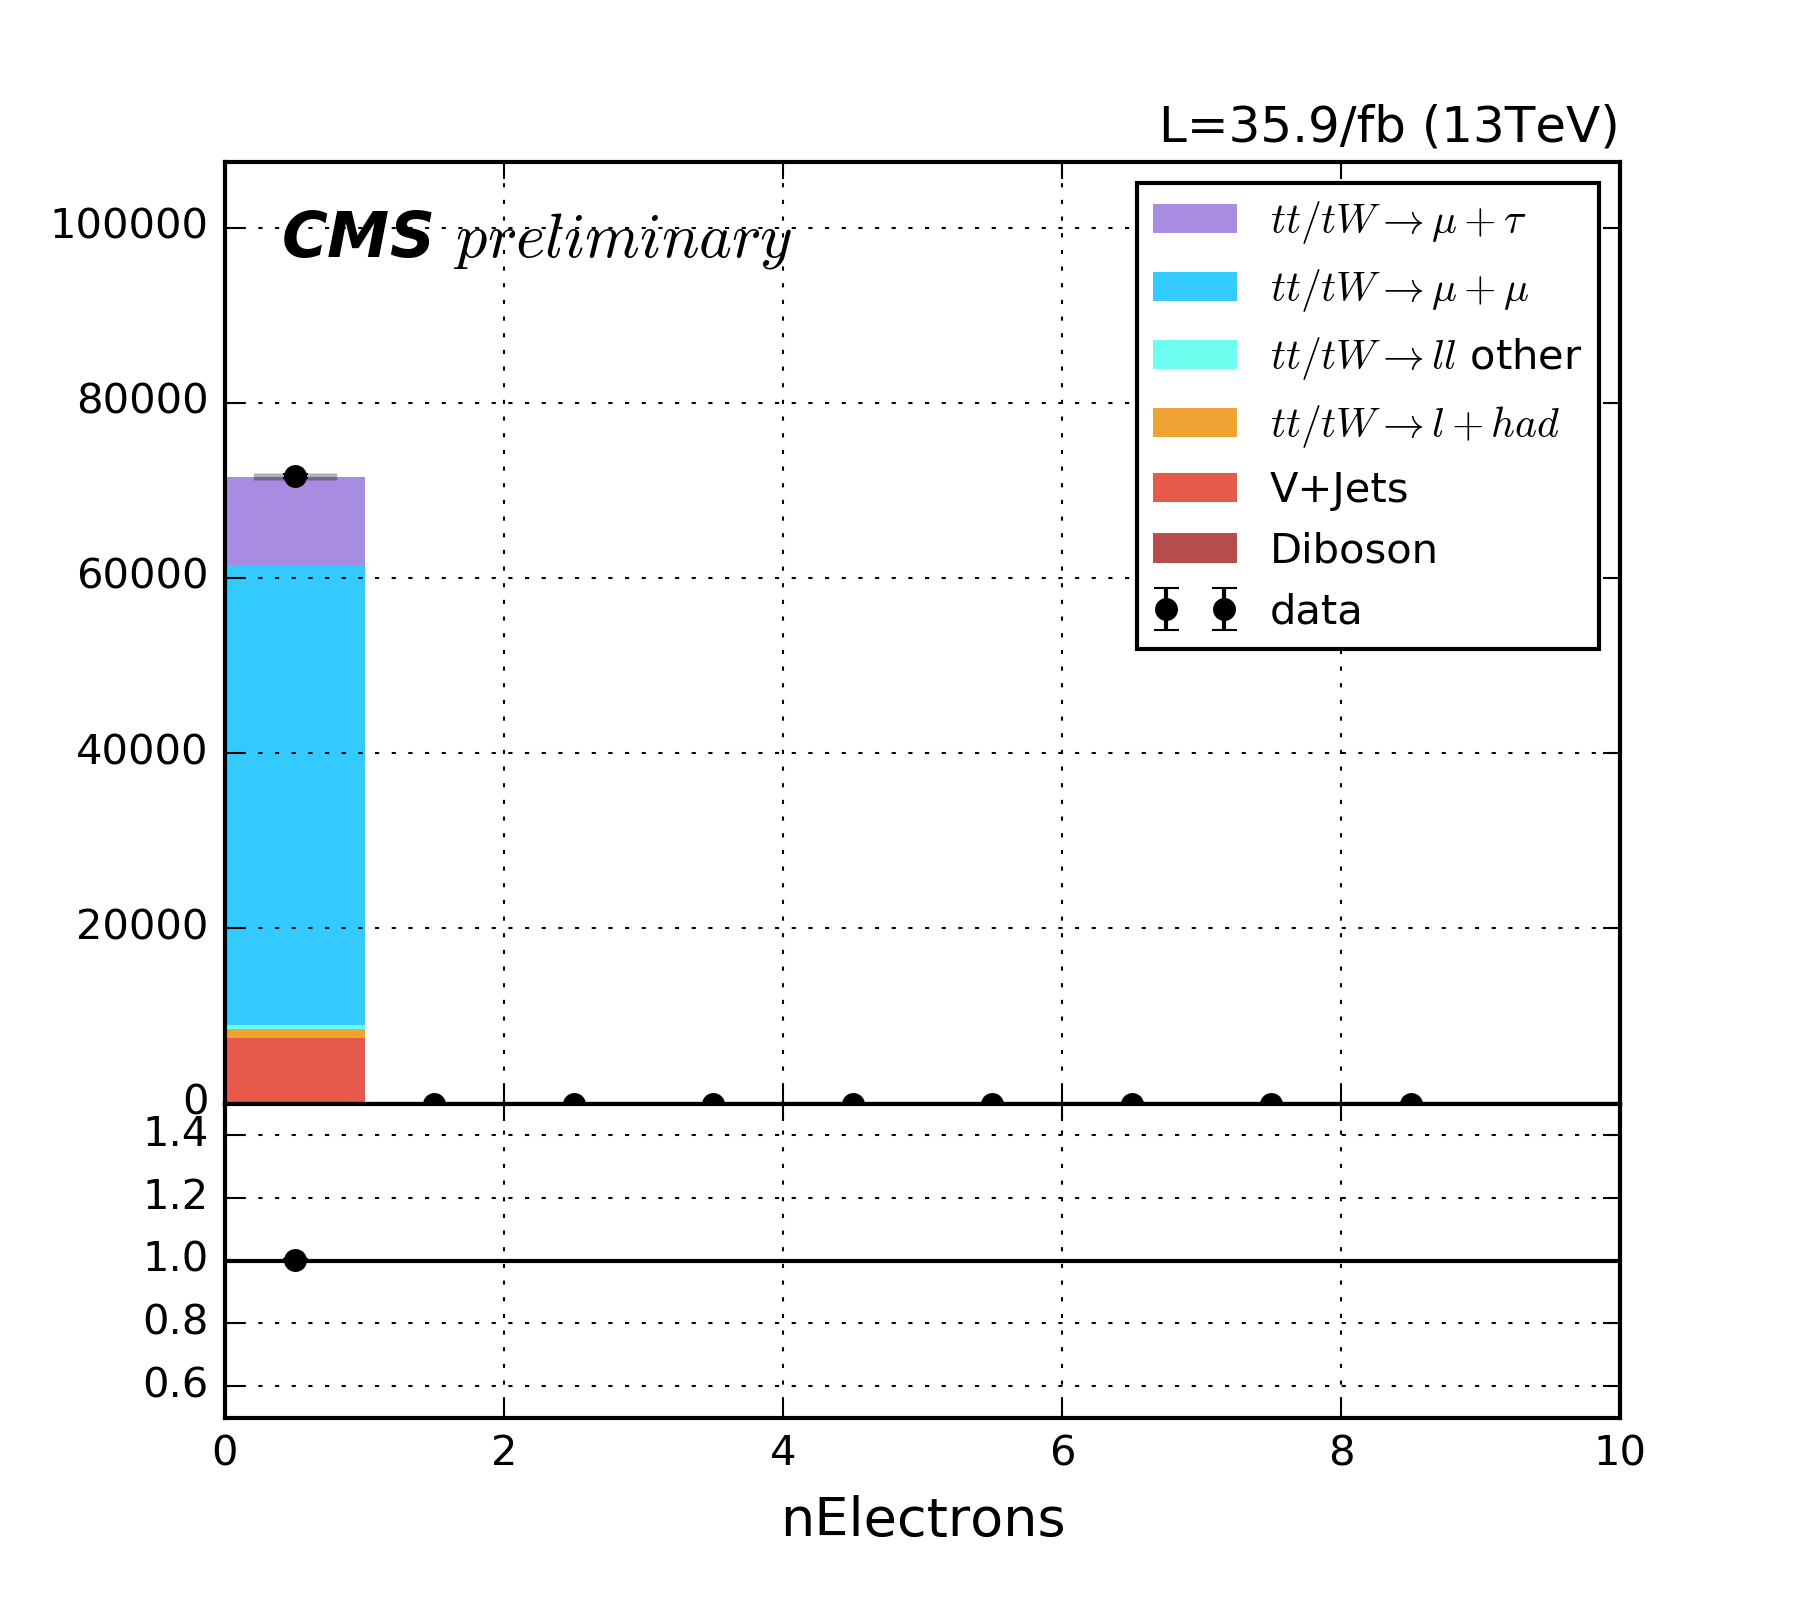 L=35.9/fb (13TeV)
CMS preliminary
100000
80000
60000
40000
20000
0
tt/tW→μ+τ
tt/tW→μ+μ
tt/tW→ll other
tt/tW→l+had
V+Jets
Diboson
data
1.4
1.2
1.0
0.8
0.6
0 2 4 6 8 10
nElectrons